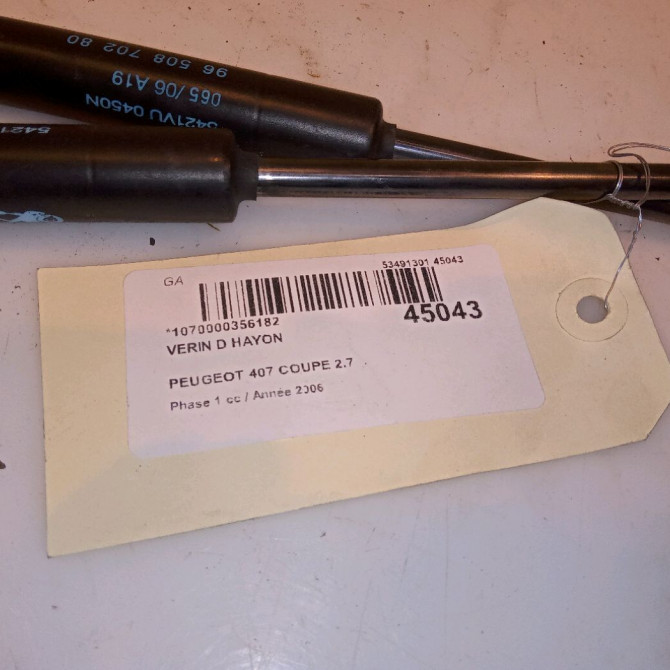 96 508 702 80
065/06 A19
5421VU 0450N
5421
GA
53491301 45043
*1070000356182
45043
VERIN D HAYON
PEUGEOT 407 COUPE 2.7
Phase 1 cc / Année 2006